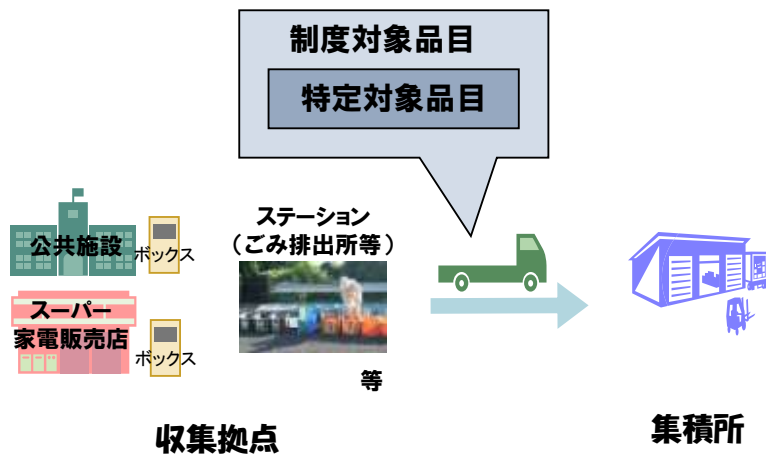 制度対象品目
特定対象品目
公共施設
ボックス
ステーション
（ごみ排出所等）
スーパー
家電販売店
ボックス
等
収集拠点
集積所